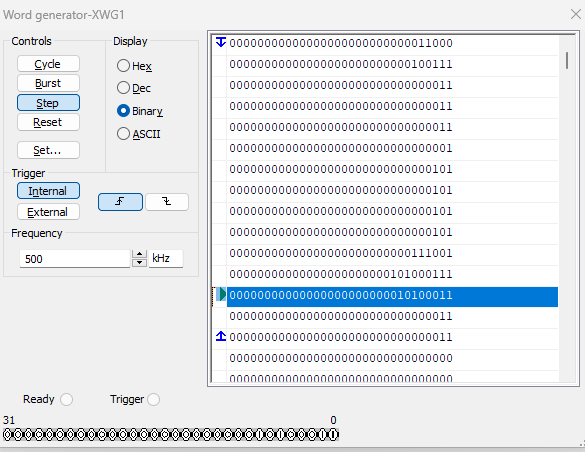 Word generator-XWG1
Controls
Cycle
Burst
Step
Reset
Set...
Display
Hex
Dec
Binary
ASCII
Trigger
Internal
External
Frequency
500
kHz
00000000000000000000000000011000
00000000000000000000000000100111
00000000000000000000000000000011
00000000000000000000000000000011
00000000000000000000000000000011
00000000000000000000000000000001
00000000000000000000000000000101
00000000000000000000000000000101
00000000000000000000000000000101
00000000000000000000000000000101
00000000000000000000000000111001
00000000000000000000000101000111
00000000000000000000000010100011
00000000000000000000000000000011
00000000000000000000000000000011
00000000000000000000000000000000
00000000000000000000000000000000
Ready
Trigger
31 0
00000000000000000000000010100011